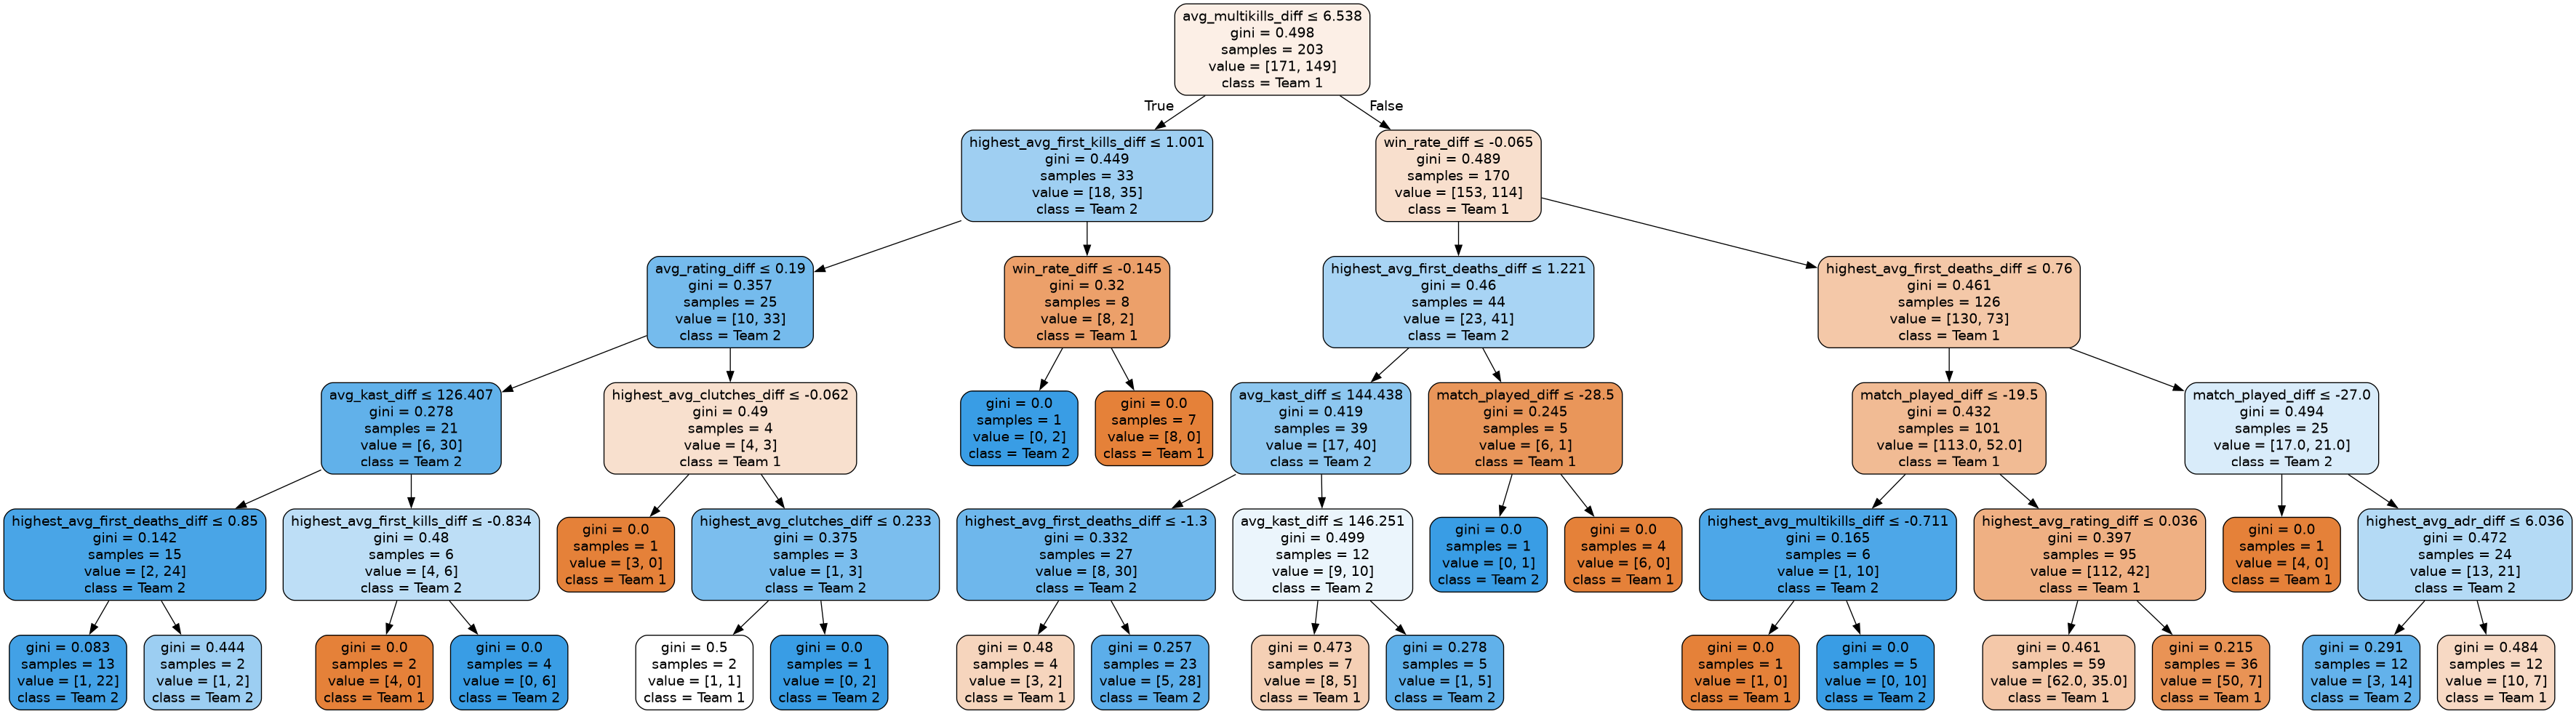 avg_multikills_diff ≤ 6.538
gini = 0.498
samples = 203
value = [171, 149]
class = Team 1
True
False
highest_avg_first_kills_diff ≤ 1.001
gini = 0.449
samples = 33
value = [18, 35]
class = Team 2
win_rate_diff ≤ -0.065
gini = 0.489
samples = 170
value = [153, 114]
class = Team 1
avg_rating_diff ≤ 0.19
gini = 0.357
samples = 25
value = [10, 33]
class = Team 2
win_rate_diff ≤ -0.145
gini = 0.32
samples = 8
value = [8, 2]
class = Team 1
highest_avg_first_deaths_diff ≤ 1.221
gini = 0.46
samples = 44
value = [23, 41]
class = Team 2
highest_avg_first_deaths_diff ≤ 0.76
gini = 0.461
samples = 126
value = [130, 73]
class = Team 1
avg_kast_diff ≤ 126.407
gini = 0.278
samples = 21
value = [6, 30]
class = Team 2
highest_avg_clutches_diff ≤ -0.062
gini = 0.49
samples = 4
value = [4, 3]
class = Team 1
gini = 0.0
samples = 1
value = [0, 2]
class = Team 2
gini = 0.0
samples = 7
value = [8, 0]
class = Team 1
avg_kast_diff ≤ 144.438
gini = 0.419
samples = 39
value = [17, 40]
class = Team 2
match_played_diff ≤ -28.5
gini = 0.245
samples = 5
value = [6, 1]
class = Team 1
match_played_diff ≤ -19.5
gini = 0.432
samples = 101
value = [113.0, 52.0]
class = Team 1
match_played_diff ≤ -27.0
gini = 0.494
samples = 25
value = [17.0, 21.0]
class = Team 2
highest_avg_first_deaths_diff ≤ 0.85
gini = 0.142
samples = 15
value = [2, 24]
class = Team 2
highest_avg_first_kills_diff ≤ -0.834
gini = 0.48
samples = 6
value = [4, 6]
class = Team 2
gini = 0.0
samples = 1
value = [3, 0]
class = Team 1
highest_avg_clutches_diff ≤ 0.233
gini = 0.375
samples = 3
value = [1, 3]
class = Team 2
highest_avg_first_deaths_diff ≤ -1.3
gini = 0.332
samples = 27
value = [8, 30]
class = Team 2
avg_kast_diff ≤ 146.251
gini = 0.499
samples = 12
value = [9, 10]
class = Team 2
gini = 0.0
samples = 1
value = [0, 1]
class = Team 2
gini = 0.0
samples = 4
value = [6, 0]
class = Team 1
highest_avg_multikills_diff ≤ -0.711
gini = 0.165
samples = 6
value = [1, 10]
class = Team 2
highest_avg_rating_diff ≤ 0.036
gini = 0.397
samples = 95
value = [112, 42]
class = Team 1
gini = 0.0
samples = 1
value = [4, 0]
class = Team 1
highest_avg_adr_diff ≤ 6.036
gini = 0.472
samples = 24
value = [13, 21]
class = Team 2
gini = 0.083
samples = 13
value = [1, 22]
class = Team 2
gini = 0.444
samples = 2
value = [1, 2]
class = Team 2
gini = 0.0
samples = 2
value = [4, 0]
class = Team 1
gini = 0.0
samples = 4
value = [0, 6]
class = Team 2
gini = 0.5
samples = 2
value = [1, 1]
class = Team 1
gini = 0.0
samples = 1
value = [0, 2]
class = Team 2
gini = 0.48
samples = 4
value = [3, 2]
class = Team 1
gini = 0.257
samples = 23
value = [5, 28]
class = Team 2
gini = 0.473
samples = 7
value = [8, 5]
class = Team 1
gini = 0.278
samples = 5
value = [1, 5]
class = Team 2
gini = 0.0
samples = 1
value = [1, 0]
class = Team 1
gini = 0.0
samples = 5
value = [0, 10]
class = Team 2
gini = 0.461
samples = 59
value = [62.0, 35.0]
class = Team 1
gini = 0.215
samples = 36
value = [50, 7]
class = Team 1
gini = 0.291
samples = 12
value = [3, 14]
class = Team 2
gini = 0.484
samples = 12
value = [10, 7]
class = Team 1